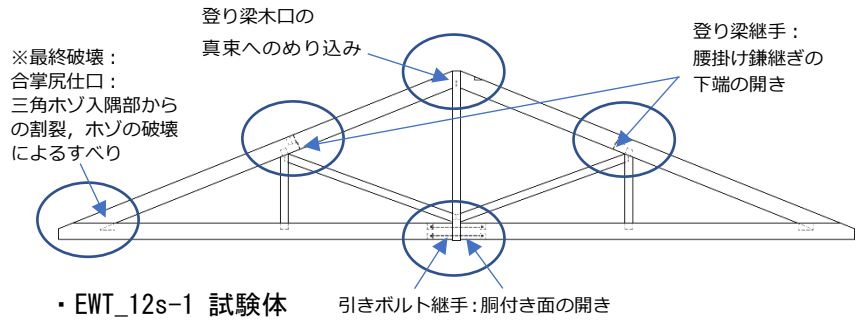 登り梁木口の
真束へのめり込み
登り梁継手：
腰掛け鎌継ぎの
下端の開き
※最終破壊：
合掌尻仕口：
三角ホゾ入隅部から
の割裂，ホゾの破壊
によるすべり
・EWT_12s-1 試験体
引きボルト継手：胴付き面の開き